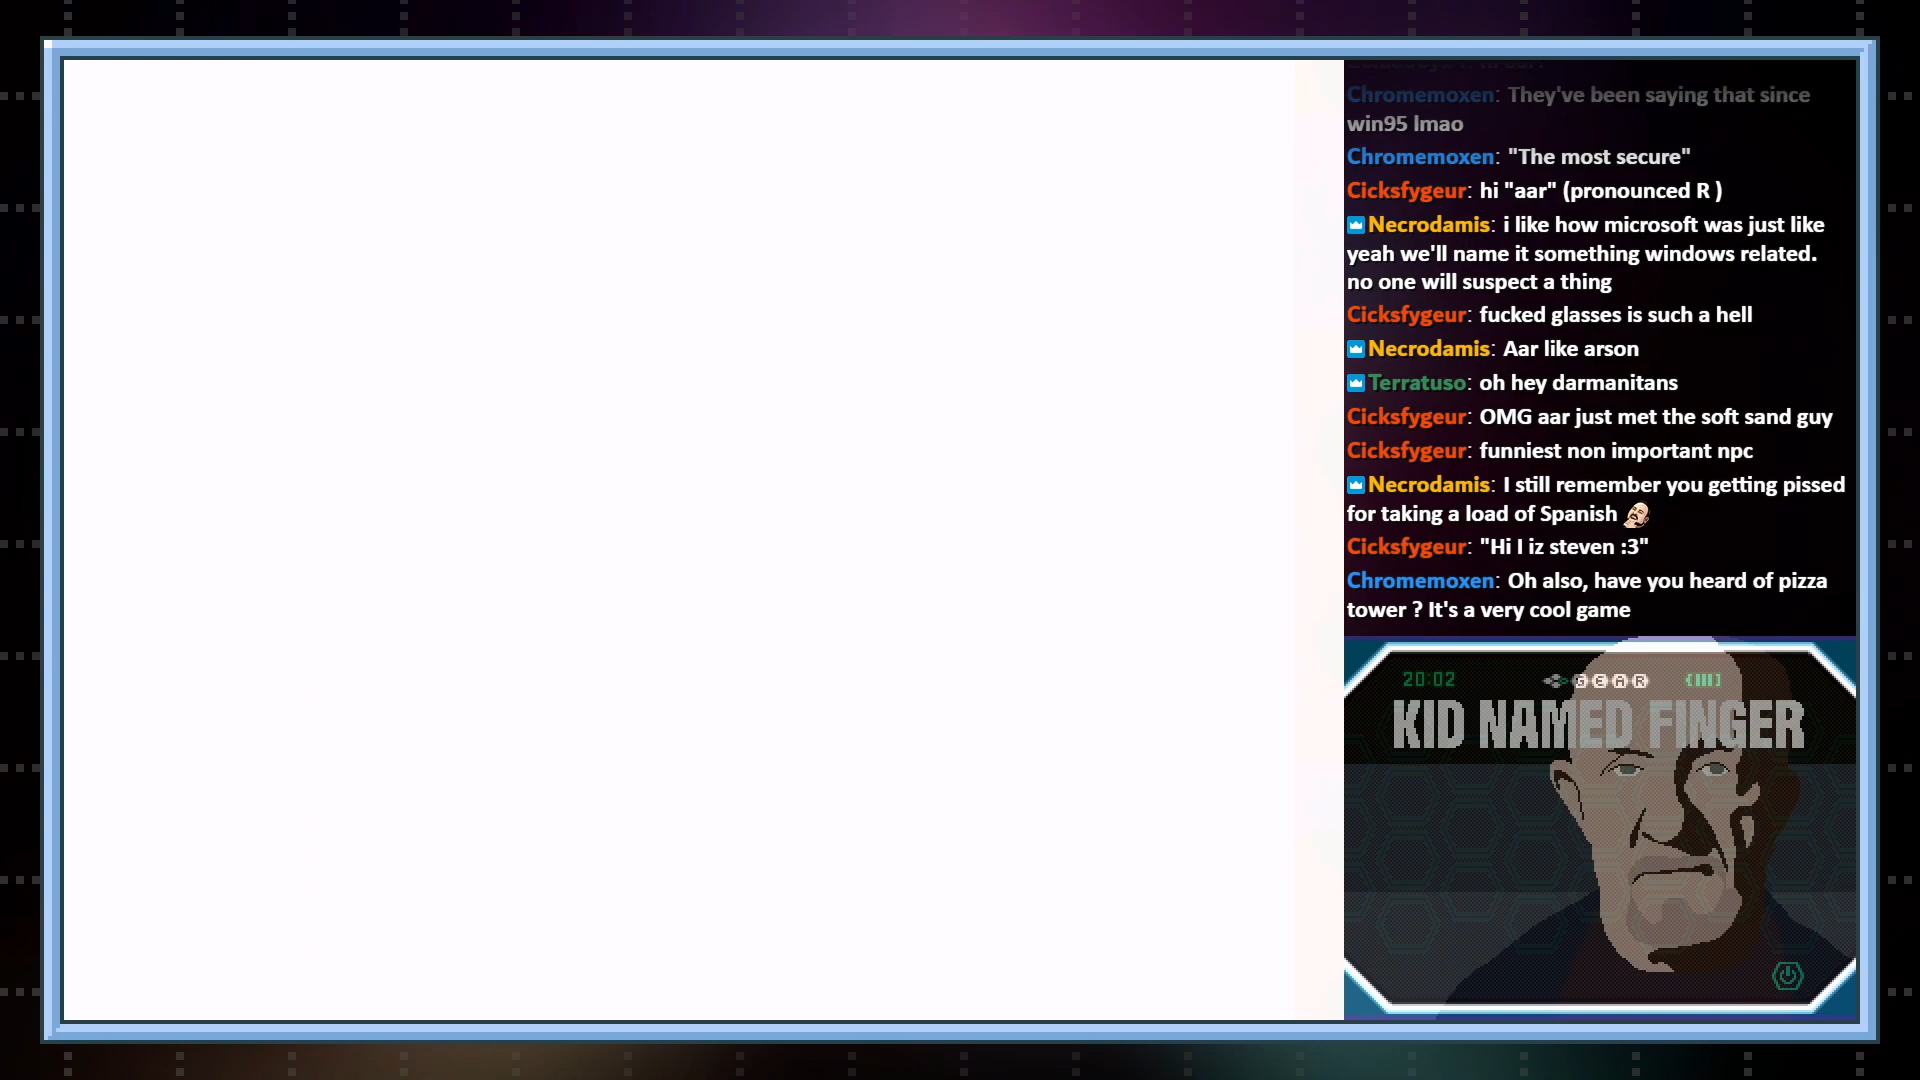 Chromemoxen: They've been saying that since
win95 lmao
Chromemoxen: "The most secure"
Cicksfygeur: hi "aar" (pronounced R )
Necrodamis: i like how microsoft was just like
yeah we'll name it something windows related.
no one will suspect a thing
Cicksfygeur: fucked glasses is such a hell
Necrodamis: Aar like arson
Terratuso: oh hey darmanitans
Cicksfygeur: OMG aar just met the soft sand guy
Cicksfygeur: funniest non important npc
Necrodamis: I still remember you getting pissed
for taking a load of Spanish
Cicksfygeur: "Hi I iz steven :3"
Chromemoxen: Oh also, have you heard of pizza
tower ? It's a very cool game
20:02 GEAR
KID NAMED FINGER